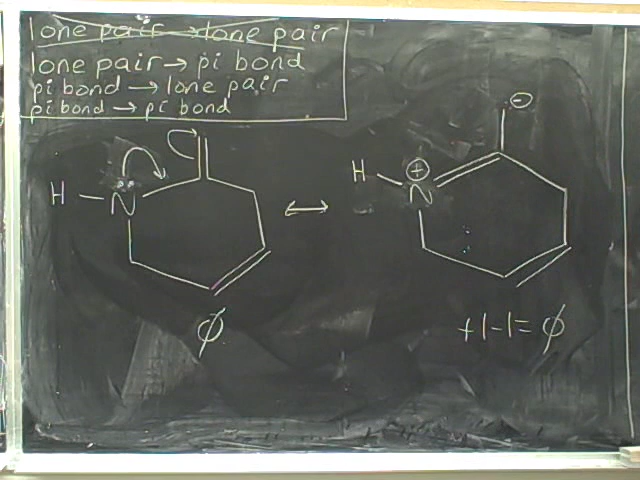 lone pair → lone pair
lone pair → pi bond
pi bond → lone pair
pi bond → pi bond
H – N
H N ⊕ ⊖
↔
∅
+1-1=∅